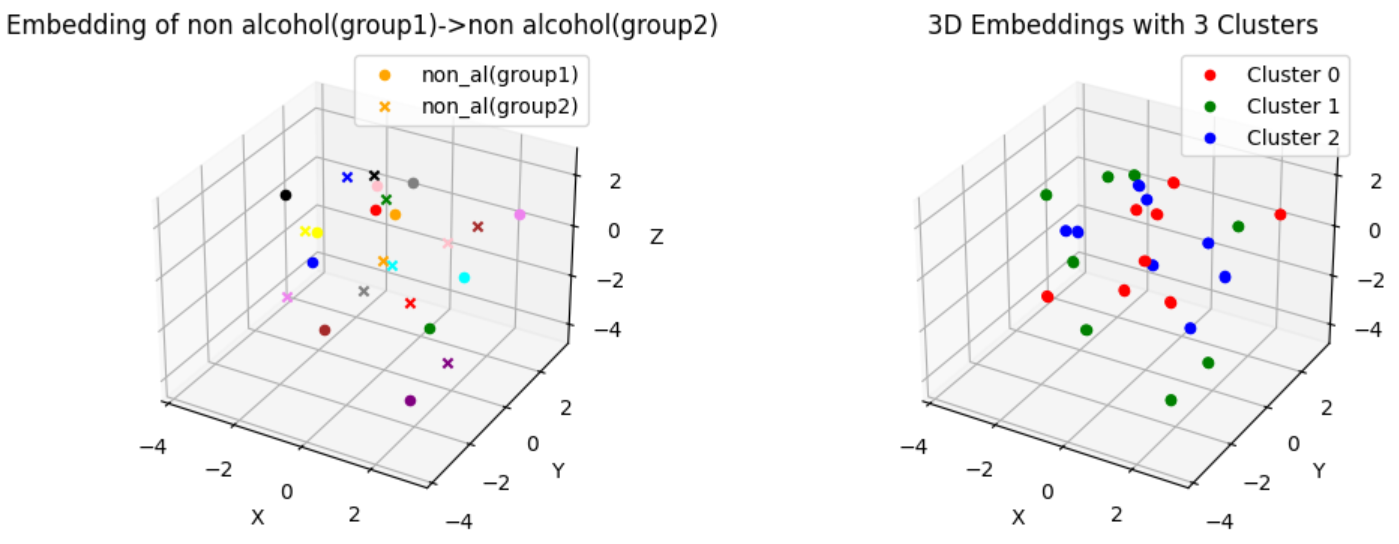 Embedding of non alcohol(group1)->non alcohol(group2)
non_al(group1)
non_al(group2)
2
0
−2
−4
Z
−4
−2
0
2
X
−4
−2
0
2
Y
3D Embeddings with 3 Clusters
Cluster 0
Cluster 1
Cluster 2
2
0
−2
−4
−4
−2
0
2
X
−4
−2
0
2
Y